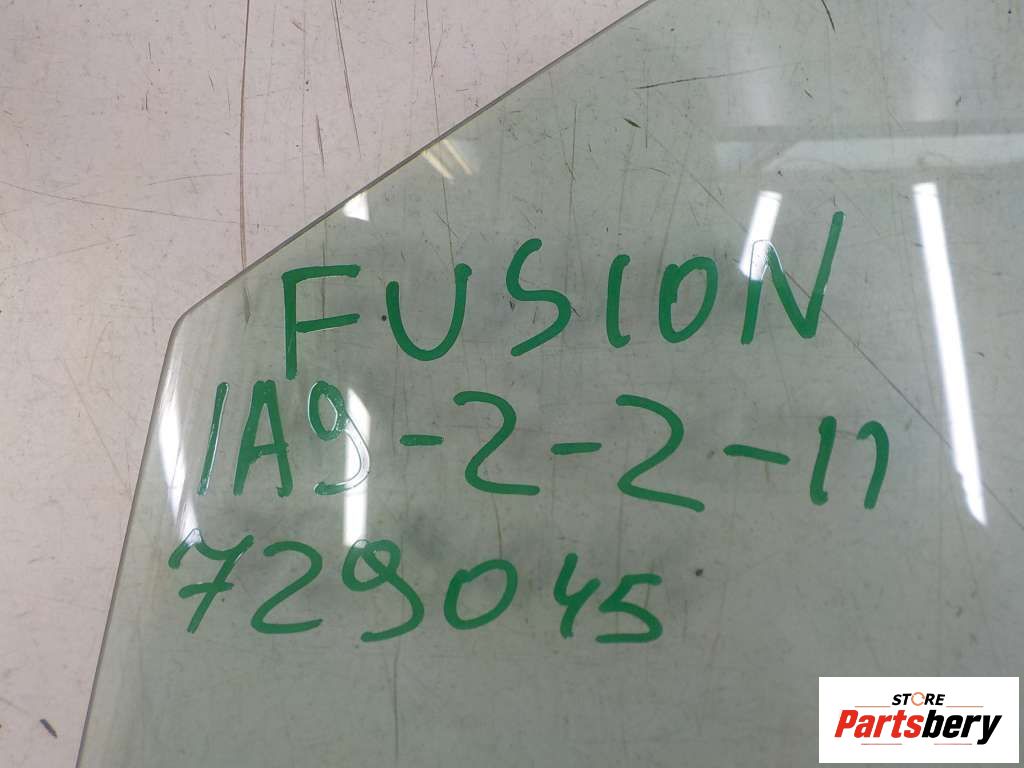 FUSION
1A9-2-2-11
729045
STORE
Partsbery